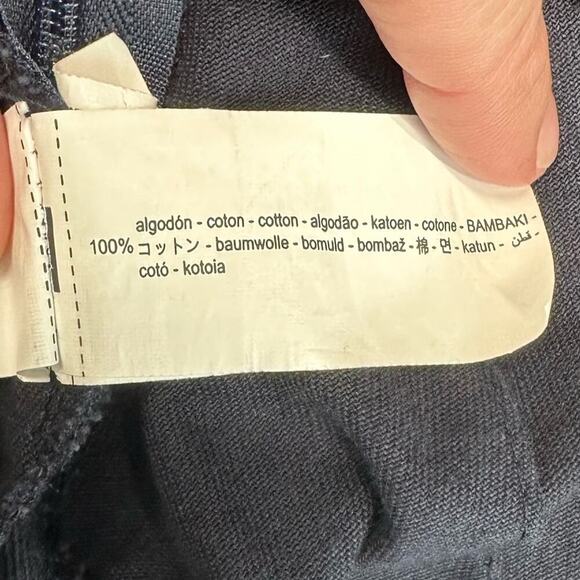 algodón - coton - cotton - algodão - katoen - cotone - BAMBAKI -
100% コットン - baumwolle - bomuld - bombaž - 棉 - 면 - katun - قطن -
cotó - kotoia